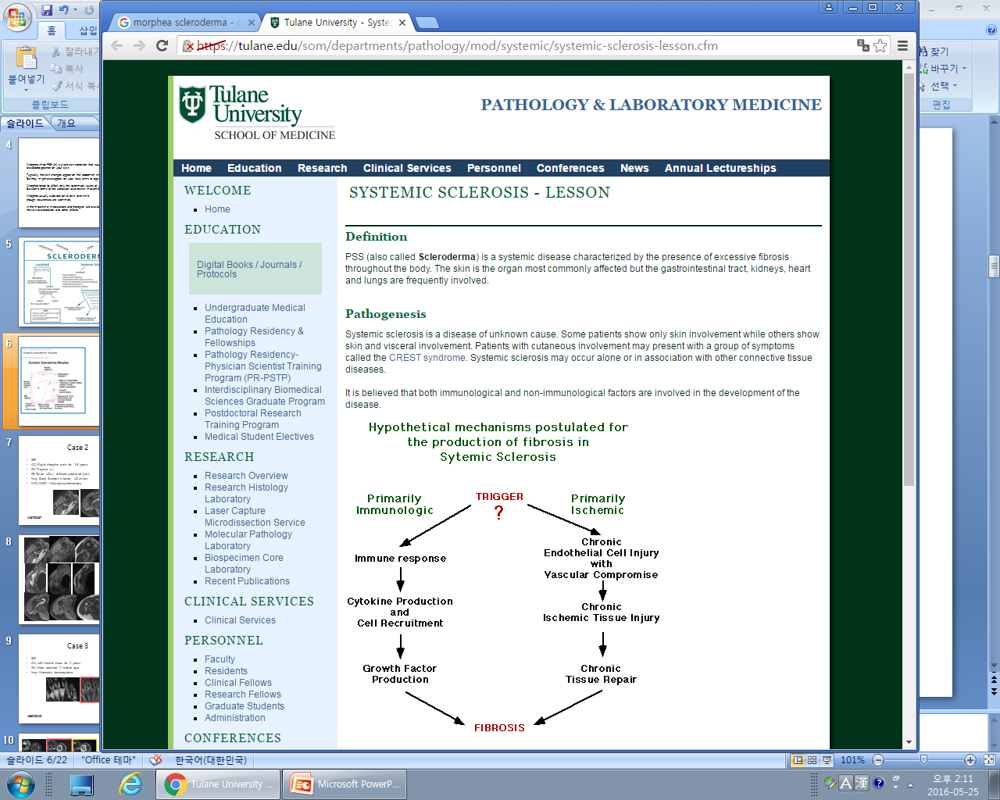 morphea scleroderma - G
Tulane University - System
https://tulane.edu/som/departments/pathology/mod/systemic/systemic-sclerosis-lesson.cfm
홈
삽입
붙여넣기
잘라내기
복사
서식 복사
클립보드
찾기
바꾸기
선택
편집
슬라이드
개요
4
5
SCLERODERM
Localized
6
Systemic Scleroderma/Morphea
7
Case 2
8
9
Case 3
10
Tulane
University
SCHOOL OF MEDICINE
PATHOLOGY & LABORATORY MEDICINE
Home
Education
Research
Clinical Services
Personnel
Conferences
News
Annual Lectureships
WELCOME
Home
EDUCATION
Digital Books / Journals /
Protocols
Undergraduate Medical
Education
Pathology Residency &
Fellowships
Pathology Residency-
Physician Scientist Training
Program (PR-PSTP)
Interdisciplinary Biomedical
Sciences Graduate Program
Postdoctoral Research
Training Program
Medical Student Electives
RESEARCH
Research Overview
Research Histology
Laboratory
Laser Capture
Microdissection Service
Molecular Pathology
Laboratory
Biospecimen Core
Laboratory
Recent Publications
CLINICAL SERVICES
Clinical Services
PERSONNEL
Faculty
Residents
Clinical Fellows
Research Fellows
Graduate Students
Administration
CONFERENCES
SYSTEMIC SCLEROSIS - LESSON
Definition
PSS (also called Scleroderma) is a systemic disease characterized by the presence of excessive fibrosis
throughout the body. The skin is the organ most commonly affected but the gastrointestinal tract, kidneys, heart
and lungs are frequently involved.
Pathogenesis
Systemic sclerosis is a disease of unknown cause. Some patients show only skin involvement while others show
skin and visceral involvement. Patients with cutaneous involvement may present with a group of symptoms
called the CREST syndrome. Systemic sclerosis may occur alone or in association with other connective tissue
diseases.
It is believed that both immunological and non-immunological factors are involved in the development of the
disease.
Hypothetical mechanisms postulated for
the production of fibrosis in
Sytemic Sclerosis
Primarily
Immunologic
TRIGGER
?
Primarily
Ischemic
Immune response
Cytokine Production
and
Cell Recruitment
Growth Factor
Production
Chronic
Endothelial Cell Injury
with
Vascular Compromise
Chronic
Ischemic Tissue Injury
Chronic
Tissue Repair
FIBROSIS
슬라이드 6/22
"Office 테마"
한국어(대한민국)
101%
Tulane University ...
Microsoft PowerP...
A
漢
오후 2:11
2016-05-25